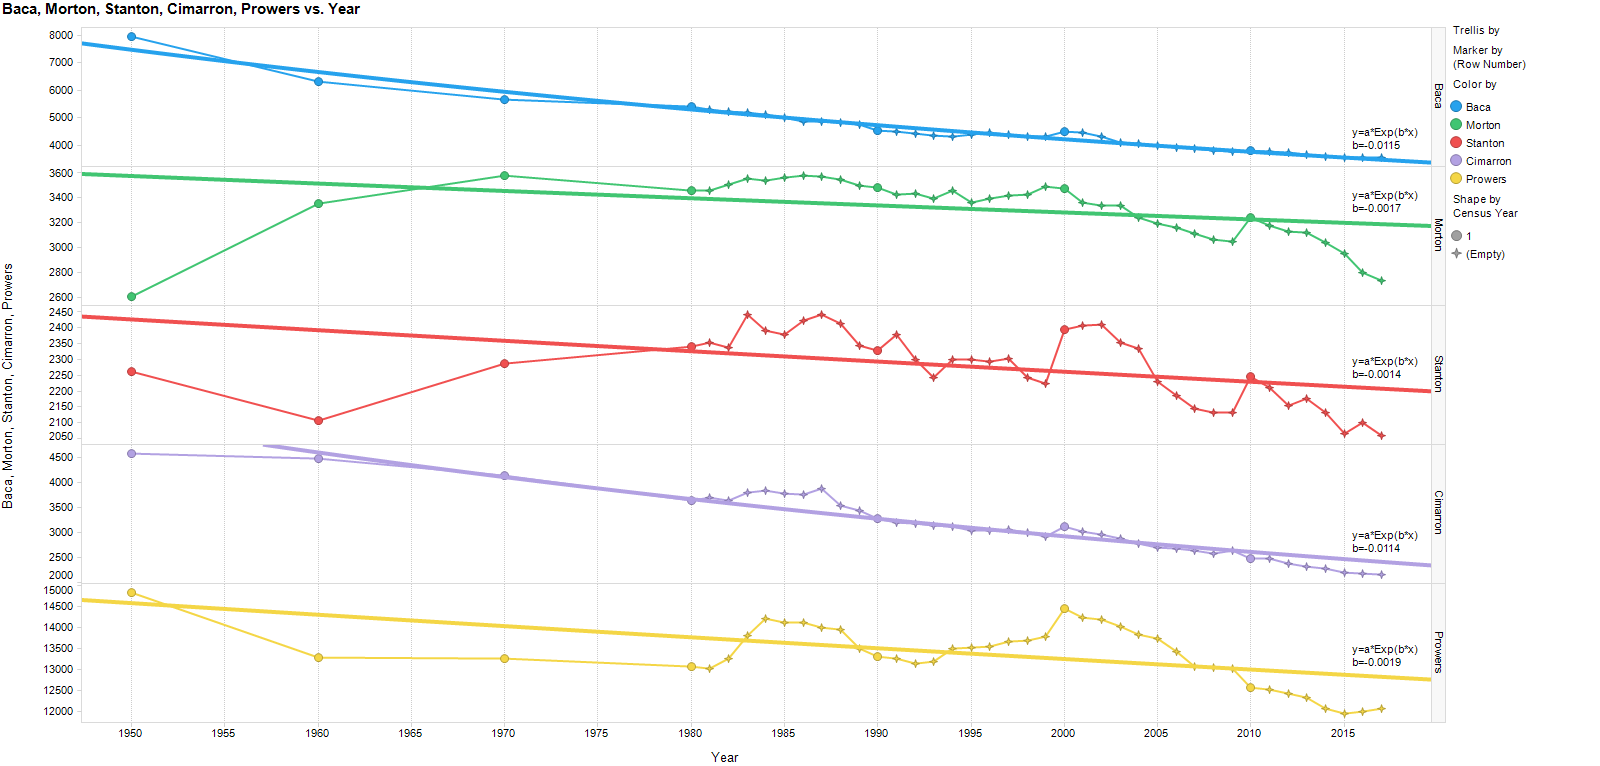 Baca, Morton, Stanton, Cimarron, Prowers vs. Year
Baca, Morton, Stanton, Cimarron, Prowers
8000
7000
6000
5000
4000
y=a*Exp(b*x)
b=-0.0115
Baca
3600
3400
3200
3000
2800
2600
y=a*Exp(b*x)
b=-0.0017
Morton
2450
2400
2350
2300
2250
2200
2150
2100
2050
y=a*Exp(b*x)
b=-0.0014
Stanton
4500
4000
3500
3000
2500
2000
y=a*Exp(b*x)
b=-0.0114
Cimarron
15000
14500
14000
13500
13000
12500
12000
y=a*Exp(b*x)
b=-0.0019
Prowers
1950 1955 1960 1965 1970 1975 1980 1985 1990 1995 2000 2005 2010 2015
Year
Trellis by
Marker by
(Row Number)
Color by
Baca
Morton
Stanton
Cimarron
Prowers
Shape by
Census Year
1
(Empty)